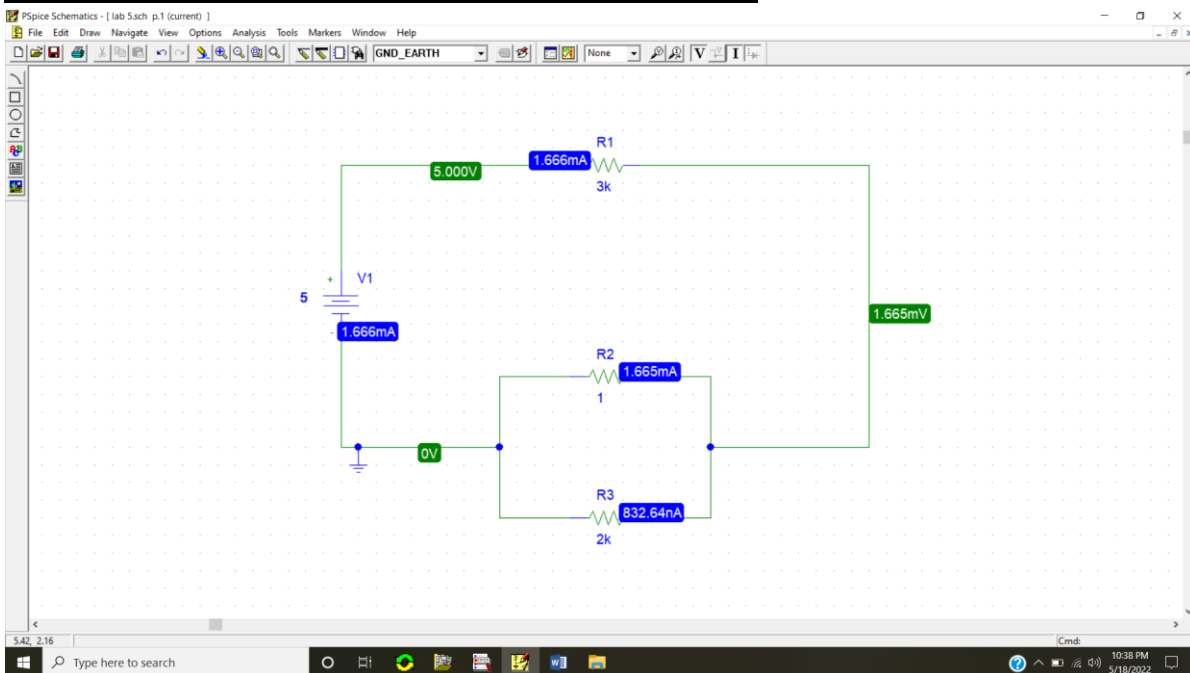 PSpice Schematics - [ lab 5.sch p.1 (current) ]
File Edit Draw Navigate View Options Analysis Tools Markers Window Help
GND_EARTH None V I
R1
1.666mA
5.000V
3k
+ V1
5
1.665mV
1.666mA
R2
1.665mA
1
0V
R3
832.64nA
2k
5.42, 2.16 Cmd:
Type here to search
10:38 PM
5/18/2022